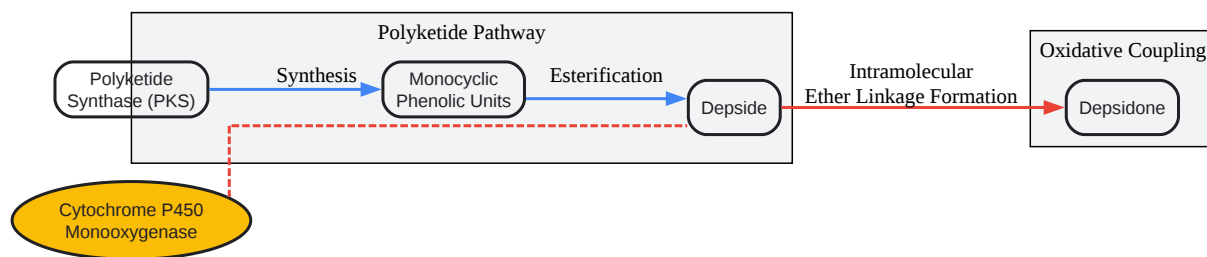 Polyketide Pathway
Oxidative Coupling
Polyketide
Synthase (PKS)
Synthesis
Monocyclic
Phenolic Units
Esterification
Depside
Intramolecular
Ether Linkage Formation
Depsidone
Cytochrome P450
Monooxygenase